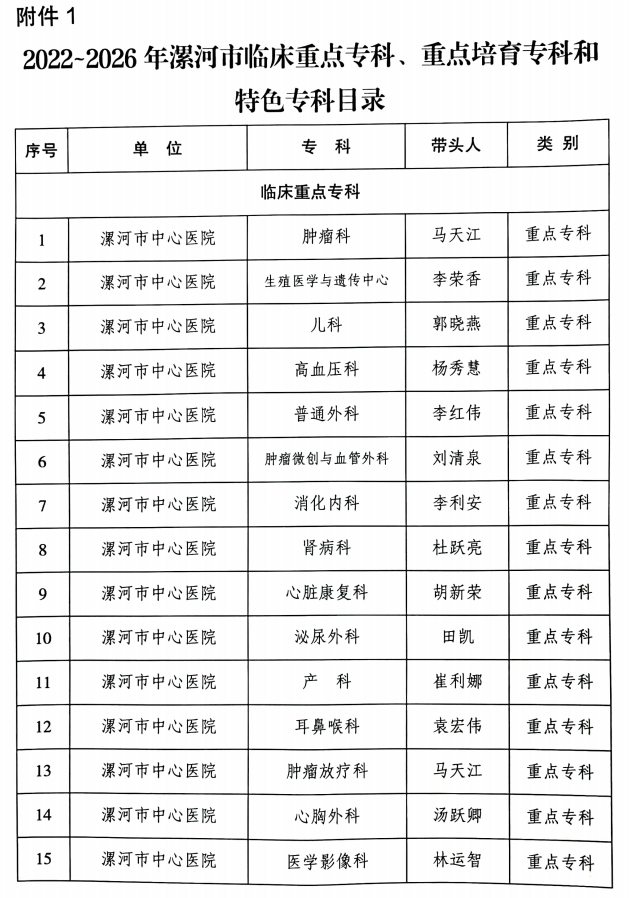 附件 1
2022~2026 年漯河市临床重点专科、重点培育专科和
特色专科目录
序号 单 位 专 科 带头人 类 别
临床重点专科
1 漯河市中心医院 肿瘤科 马天江 重点专科
2 漯河市中心医院 生殖医学与遗传中心 李荣香 重点专科
3 漯河市中心医院 儿科 郭晓燕 重点专科
4 漯河市中心医院 高血压科 杨秀慧 重点专科
5 漯河市中心医院 普通外科 李红伟 重点专科
6 漯河市中心医院 肿瘤微创与血管外科 刘清泉 重点专科
7 漯河市中心医院 消化内科 李利安 重点专科
8 漯河市中心医院 肾病科 杜跃亮 重点专科
9 漯河市中心医院 心脏康复科 胡新荣 重点专科
10 漯河市中心医院 泌尿外科 田凯 重点专科
11 漯河市中心医院 产 科 崔利娜 重点专科
12 漯河市中心医院 耳鼻喉科 袁宏伟 重点专科
13 漯河市中心医院 肿瘤放疗科 马天江 重点专科
14 漯河市中心医院 心胸外科 汤跃卿 重点专科
15 漯河市中心医院 医学影像科 林运智 重点专科